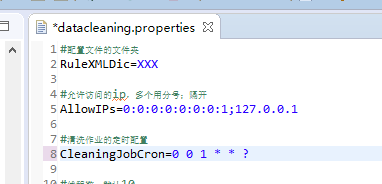 *datacleaning.properties
1 #配置文件的文件夹
2 RuleXMLDic=XXX
3
4 #允许访问的ip，多个用分号; 隔开
5 AllowIPs=0:0:0:0:0:0:0:1;127.0.0.1
6
7 #清洗作业的定时配置
8 CleaningJobCron=0 0 1 * * ?
9